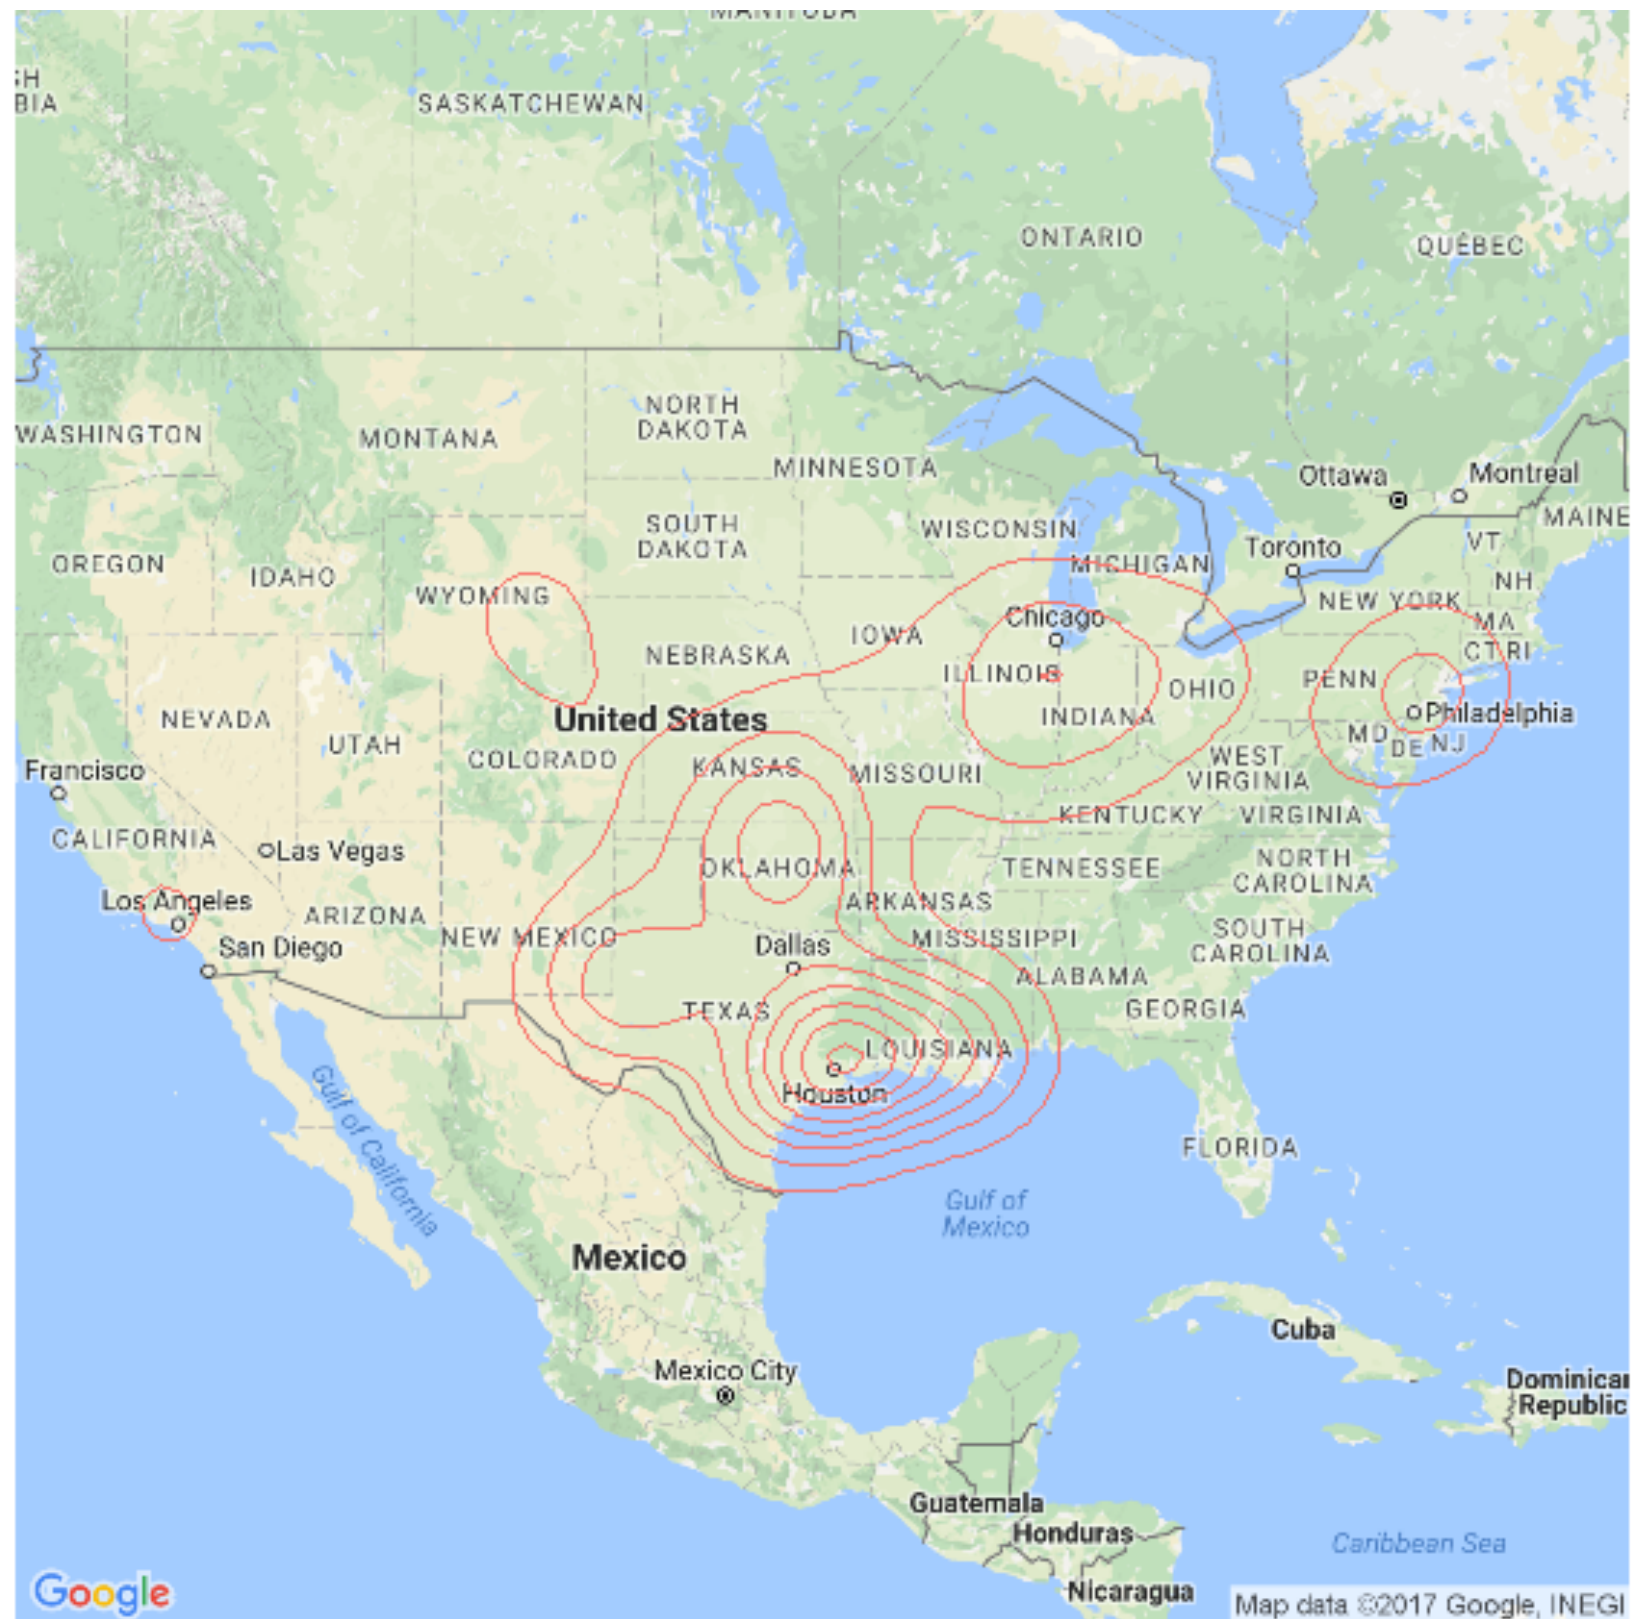 MANITOBA
SH
BIA
SASKATCHEWAN
ONTARIO
QUÉBEC
NORTH
DAKOTA
WASHINGTON
MONTANA
MINNESOTA
Ottawa
Montreal
SOUTH
DAKOTA
WISCONSIN
MAINE
VT
OREGON
IDAHO
MICHIGAN
Toronto
NH
WYOMING
NEW YORK
Chicago
MA
IOWA
CT RI
NEBRASKA
ILLINOIS
OHIO
PENN
NEVADA
United States
INDIANA
Philadelphia
UTAH
COLORADO
MD
DE NJ
Francisco
KANSAS
MISSOURI
WEST
VIRGINIA
CALIFORNIA
Las Vegas
KENTUCKY
VIRGINIA
OKLAHOMA
TENNESSEE
NORTH
CAROLINA
Los Angeles
ARIZONA
ARKANSAS
NEW MEXICO
San Diego
Dallas
MISSISSIPPI
SOUTH
CAROLINA
ALABAMA
TEXAS
GEORGIA
LOUISIANA
Houston
Gulf of California
FLORIDA
Gulf of
Mexico
Mexico
Cuba
Mexico City
Dominican
Republic
Guatemala
Honduras
Caribbean Sea
Nicaragua
Google
Map data ©2017 Google, INEGI